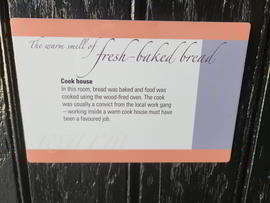 The warm smell of
fresh-baked bread
Cook house
In this room, bread was baked and food was
cooked using the wood-fired oven. The cook
was usually a convict from the local work gang
– working inside a warm cook house must have
been a favoured job.